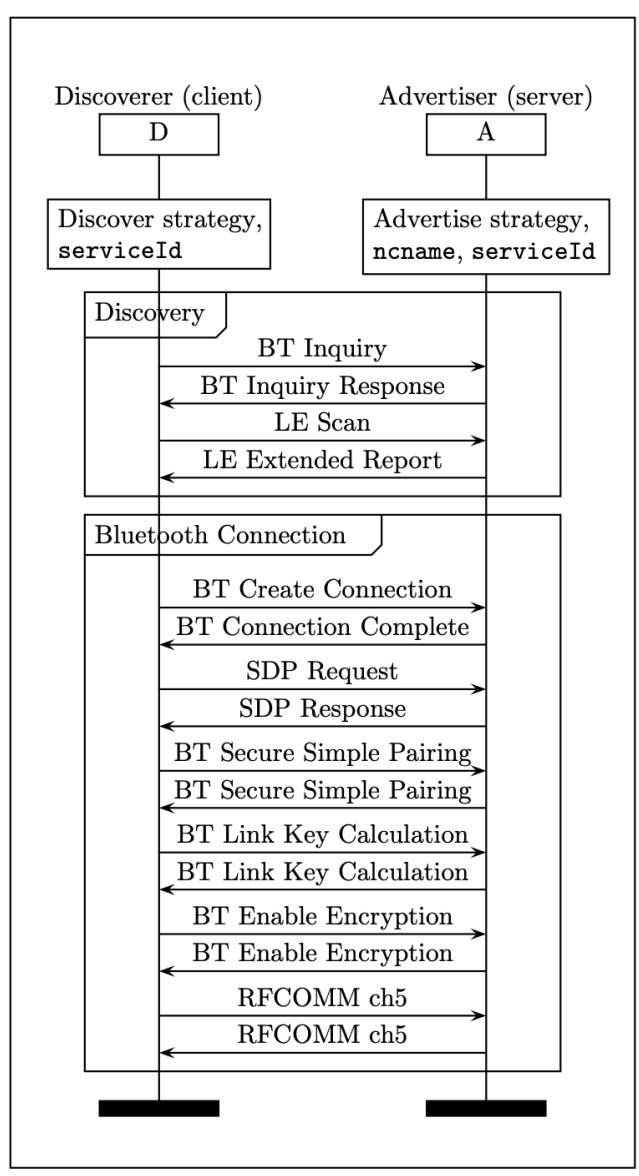 Discoverer (client)
Advertiser (server)
D
A
Discover strategy,
serviceId
Advertise strategy,
ncname, serviceId
Discovery
BT Inquiry
BT Inquiry Response
LE Scan
LE Extended Report
Bluetooth Connection
BT Create Connection
BT Connection Complete
SDP Request
SDP Response
BT Secure Simple Pairing
BT Secure Simple Pairing
BT Link Key Calculation
BT Link Key Calculation
BT Enable Encryption
BT Enable Encryption
RFCOMM ch5
RFCOMM ch5